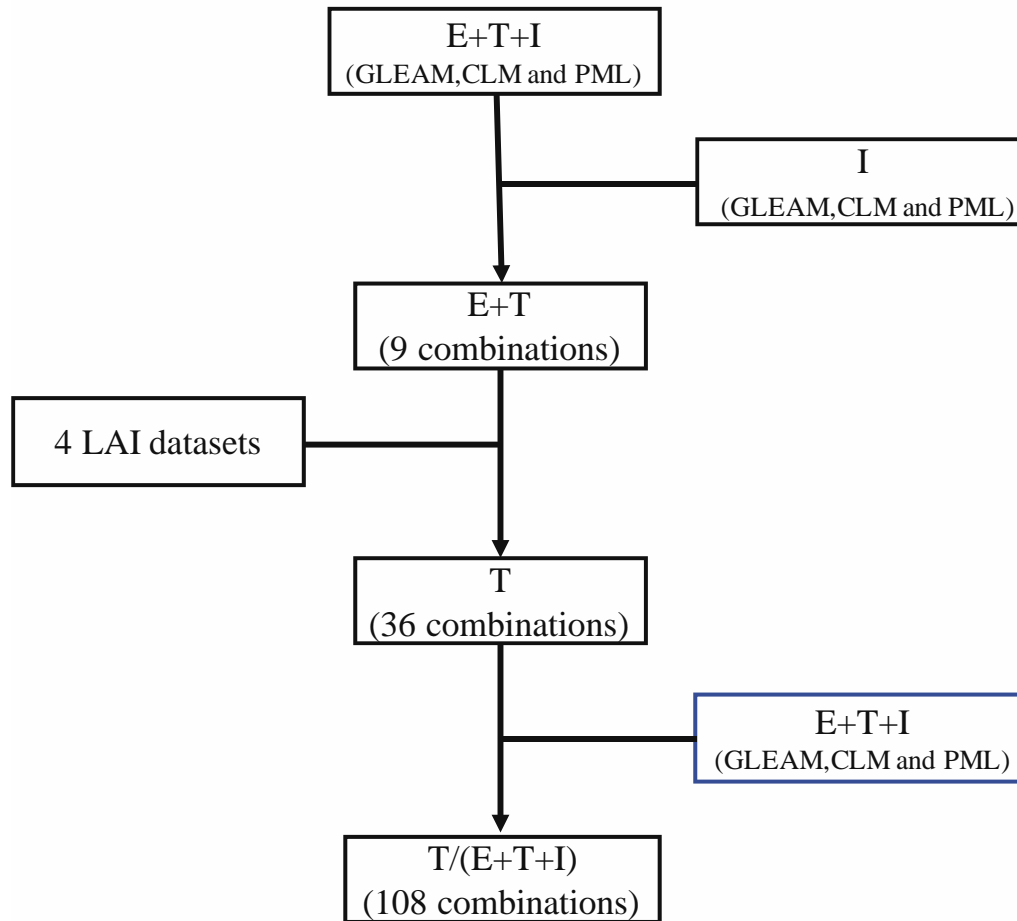 E+T+I
(GLEAM,CLM and PML)
I
(GLEAM,CLM and PML)
E+T
(9 combinations)
4 LAI datasets
T
(36 combinations)
E+T+I
(GLEAM,CLM and PML)
T/(E+T+I)
(108 combinations)